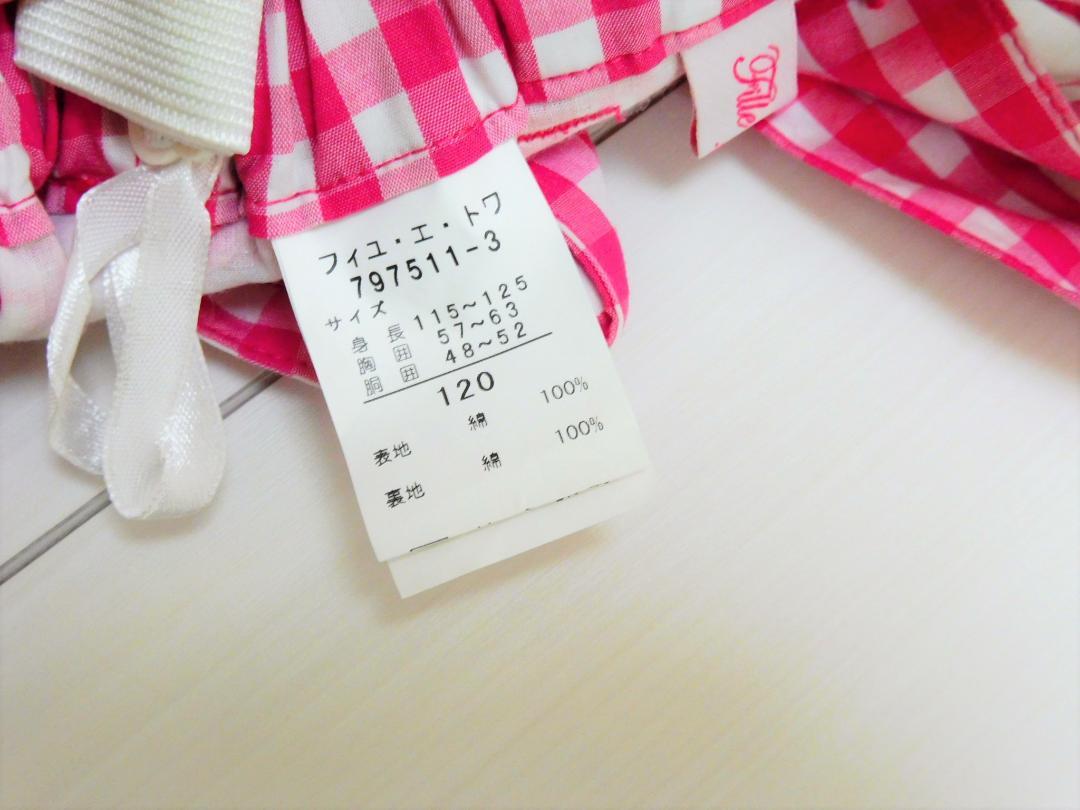 フィユ・エ・トワ
797511-3
サイズ
身 長 115~125
胸 囲 57~63
胴 囲 48~52
120
表地 綿 100%
裏地 綿 100%
Fille